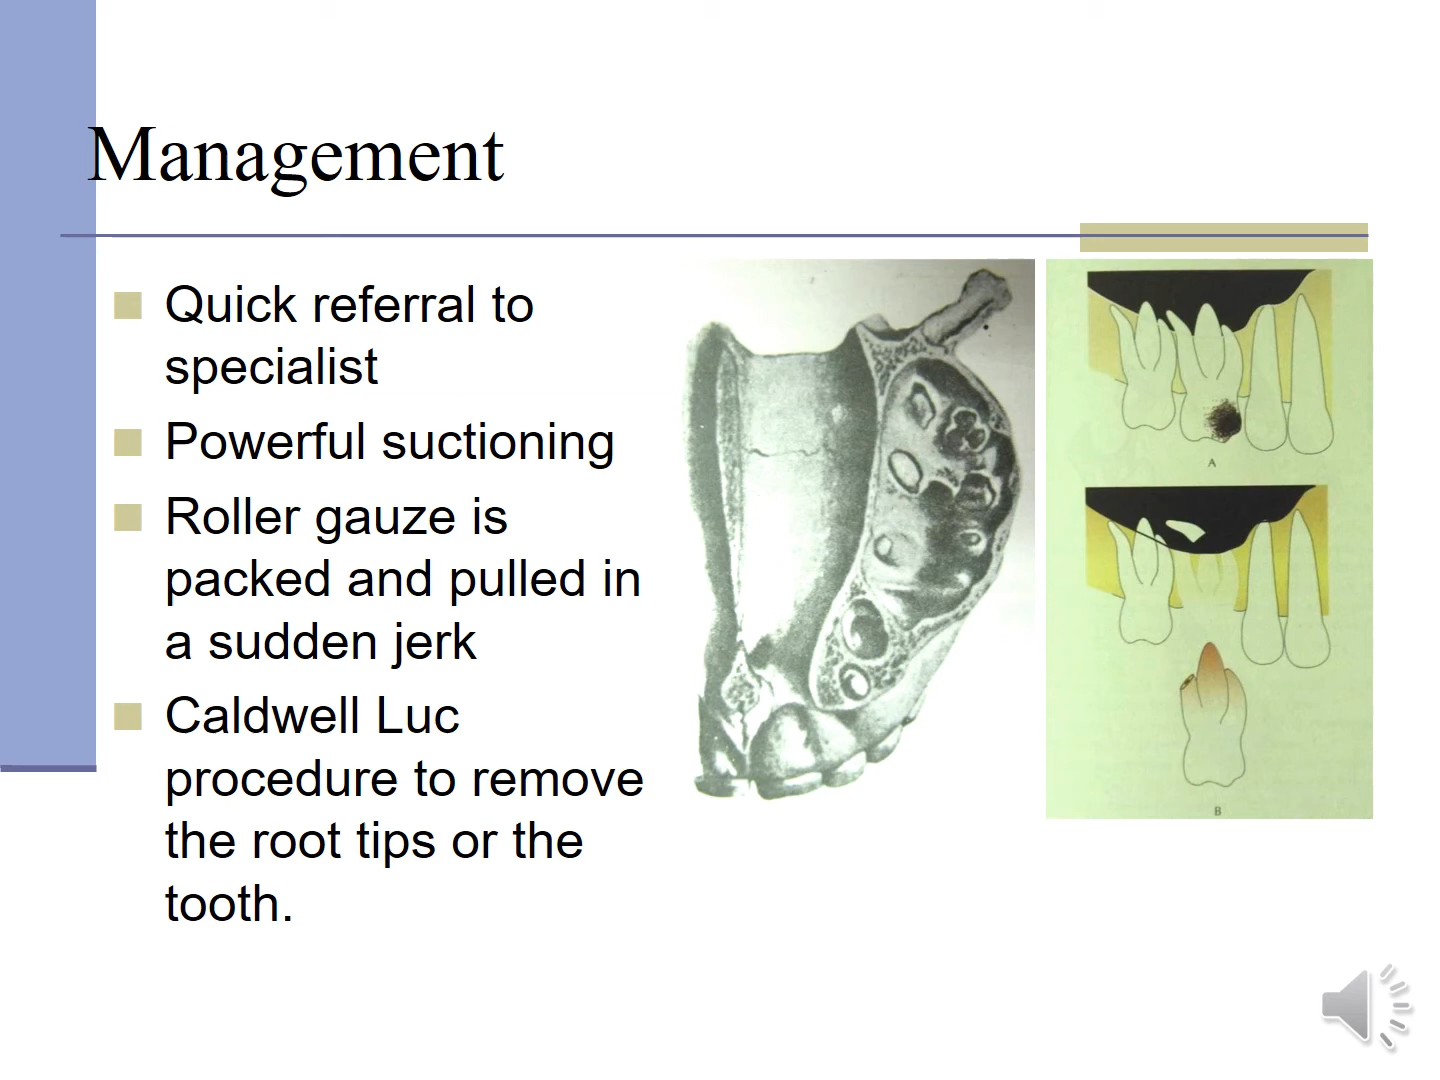 Management
Quick referral to
specialist
Powerful suctioning
Roller gauze is
packed and pulled in
a sudden jerk
Caldwell Luc
procedure to remove
the root tips or the
tooth.
A
B